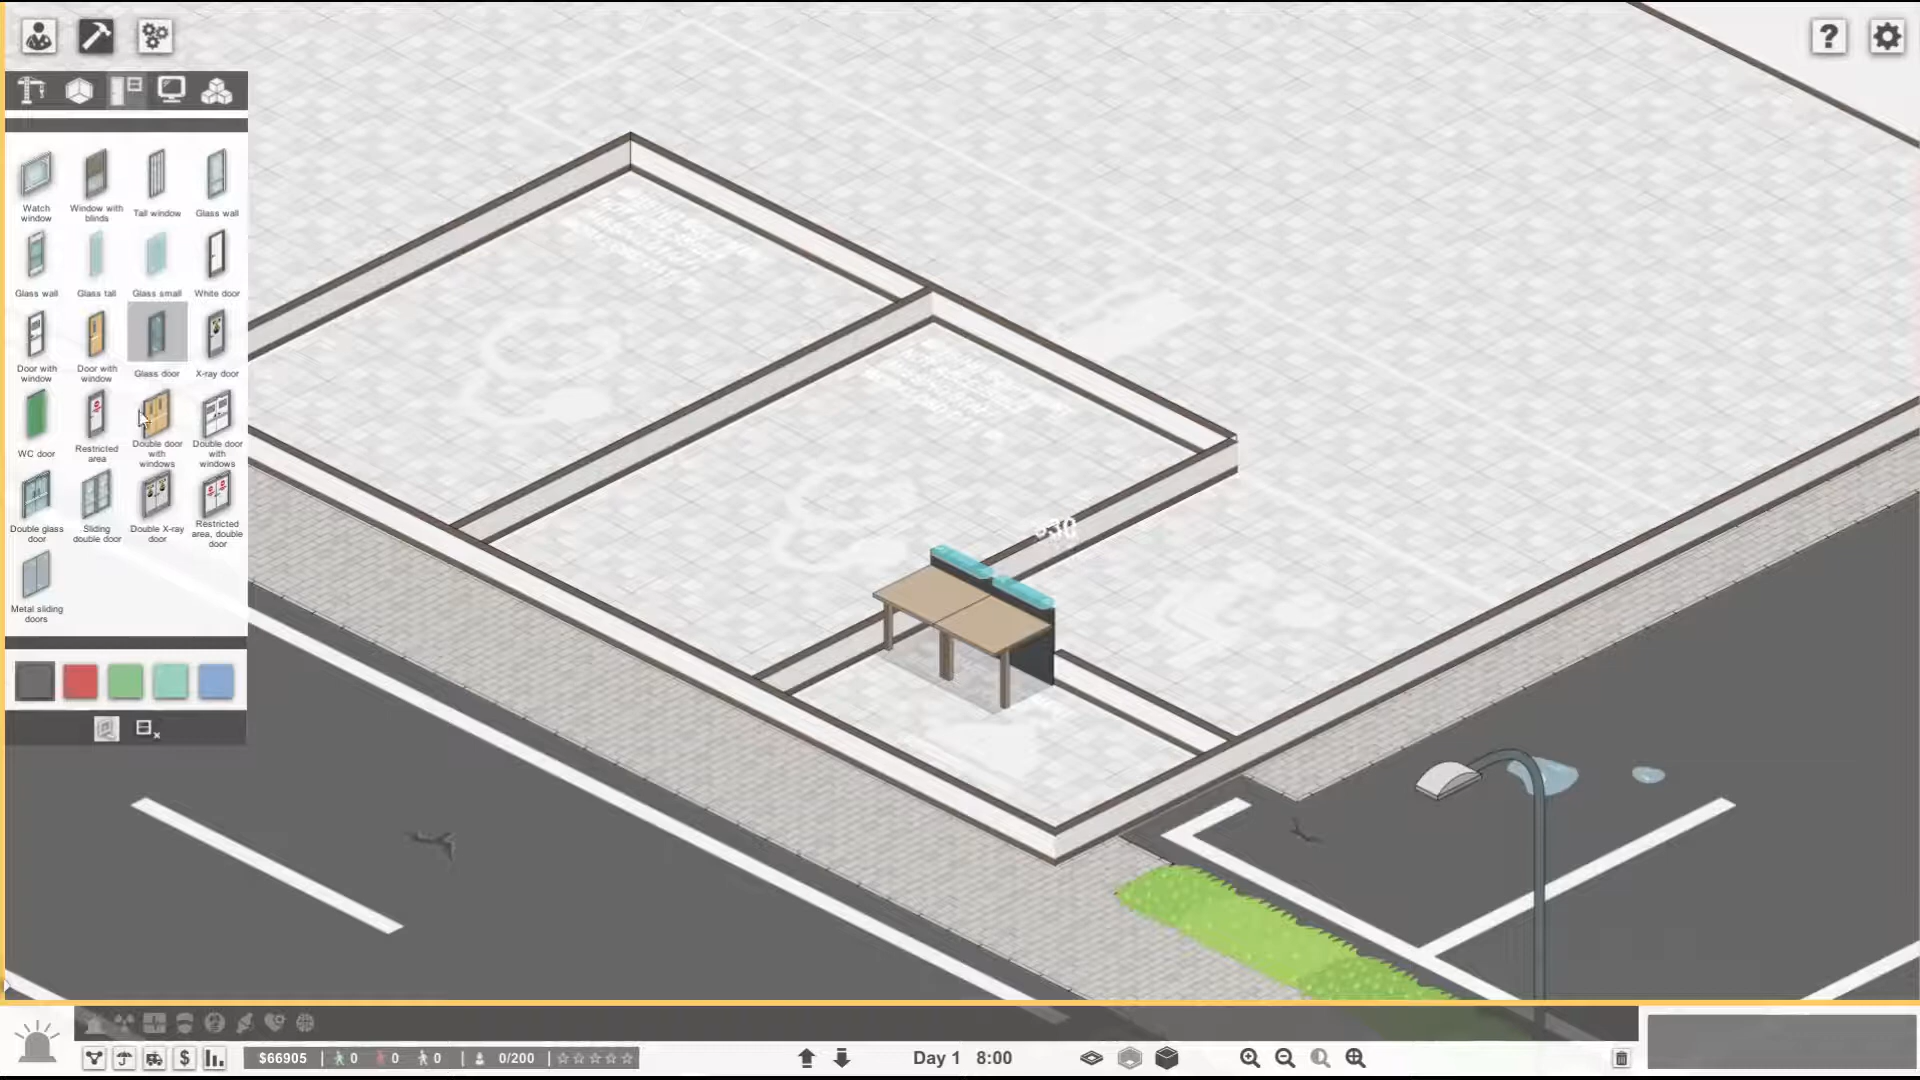 ?
Watch window
Window with blinds
Tall window
Glass wall
Glass wall
Glass tall
Glass small
White door
Door with window
Door with window
Glass door
X-ray door
WC door
Restricted area
Double door with windows
Double door with windows
Double glass door
Sliding double door
Double X-ray door
Restricted area, double door
Metal sliding doors
$66905
0
0
0
0/200
Day 1 8:00